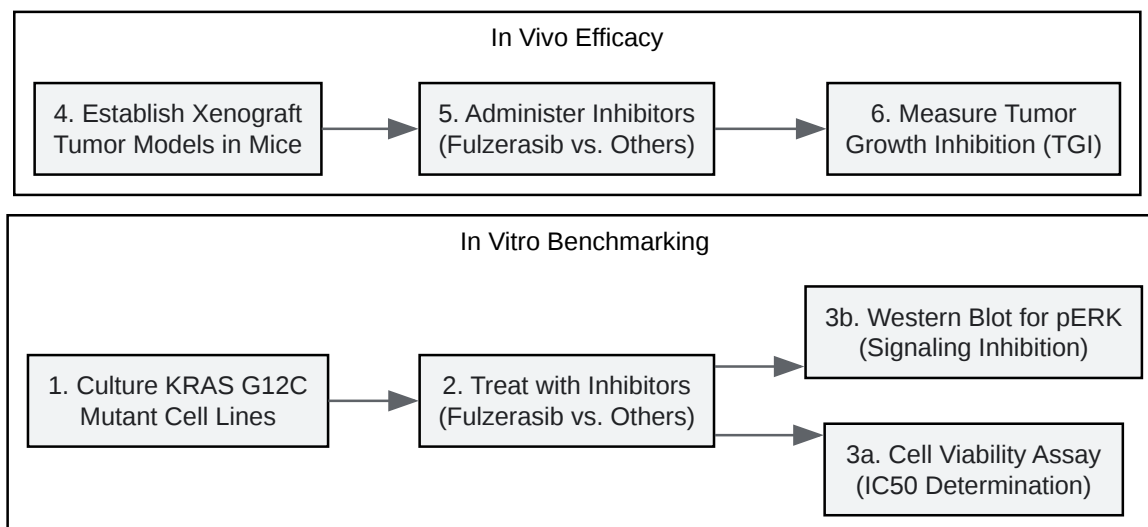 In Vivo Efficacy
4. Establish Xenograft
Tumor Models in Mice
5. Administer Inhibitors
(Fulzerasib vs. Others)
6. Measure Tumor
Growth Inhibition (TGI)
In Vitro Benchmarking
1. Culture KRAS G12C
Mutant Cell Lines
2. Treat with Inhibitors
(Fulzerasib vs. Others)
3b. Western Blot for pERK
(Signaling Inhibition)
3a. Cell Viability Assay
(IC50 Determination)